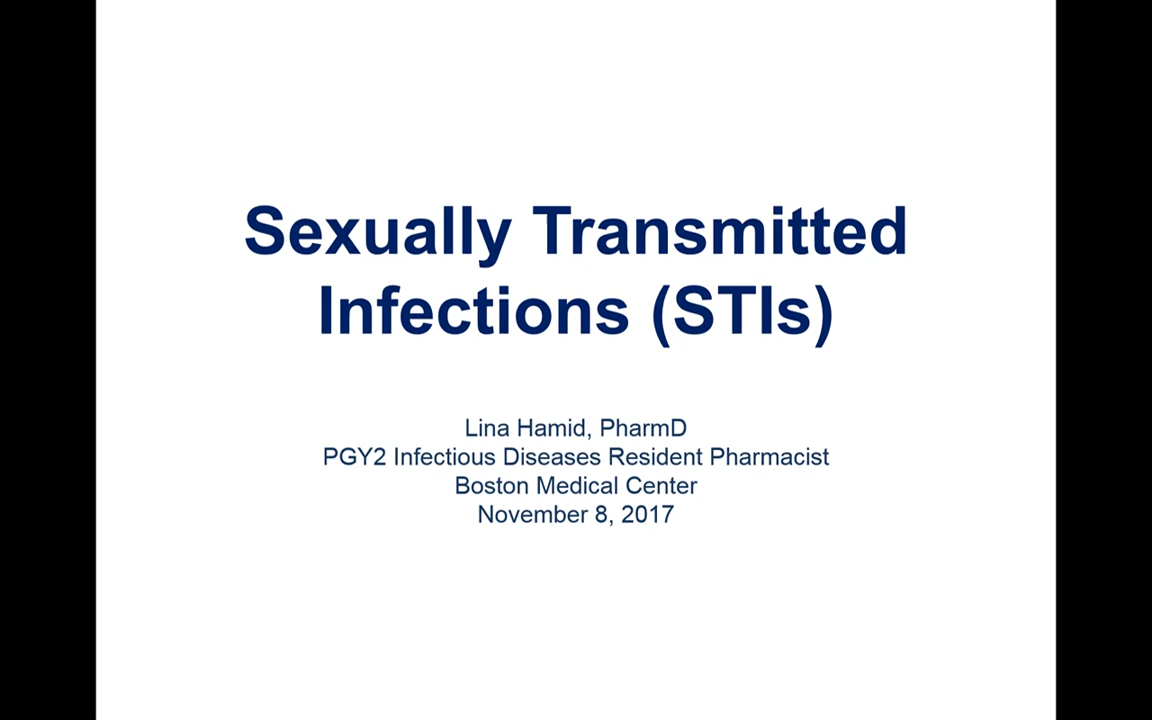 Sexually Transmitted
Infections (STIs)
Lina Hamid, PharmD
PGY2 Infectious Diseases Resident Pharmacist
Boston Medical Center
November 8, 2017